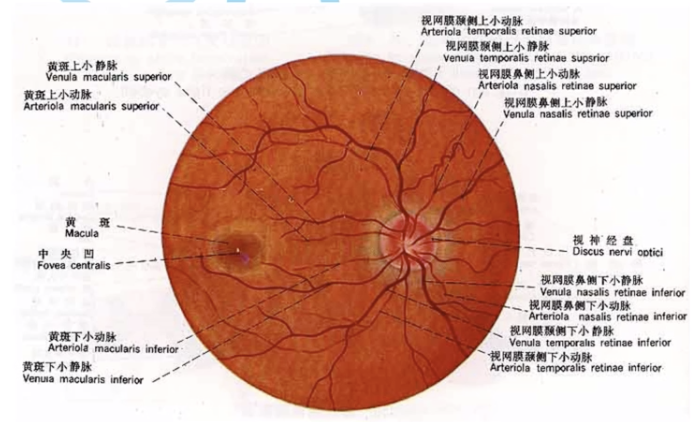 视网膜颞侧上小动脉
Arteriola temporalis retinae superior
视网膜颞侧上小静脉
Venula temporalis retinae supsrior
视网膜鼻侧上小动脉
Arteriola nasalis retinae superior
视网膜鼻侧上小静脉
Venula nasalis retinae superior
黄斑上小静脉
Venula macularis superior
黄斑上小动脉
Arteriola macularis superior
黄 斑
Macula
中央凹
Fovea centralis
视神经盘
Discus nervi optici
视网膜鼻侧下小静脉
Venula nasalis retinae inferior
视网膜鼻侧下小动脉
Arteriola nasalis retinae inferior
视网膜颞侧下小静脉
Venula temporalis retinae inferior
视网膜颞侧下小动脉
Arteriola temporalis retinae inferior
黄斑下小动脉
Arteriola macularis inferior
黄斑下小静脉
Venula macularis inferior